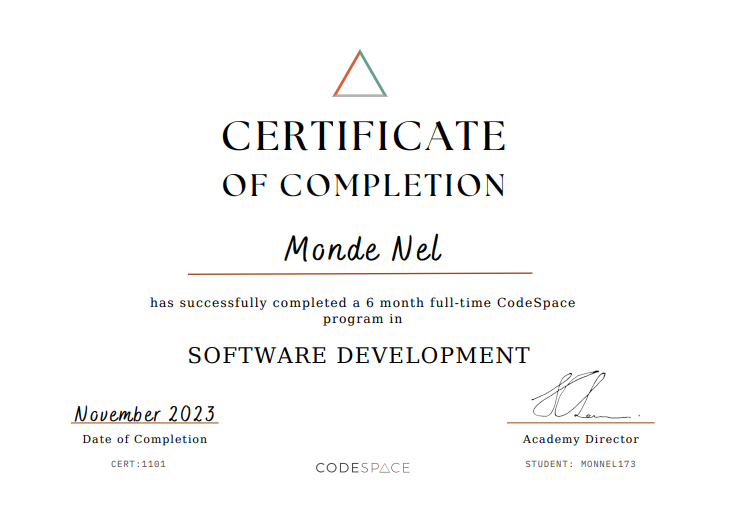 CERTIFICATE
OF COMPLETION
Monde Nel
has successfully completed a 6 month full-time CodeSpace
program in
SOFTWARE DEVELOPMENT
November 2023
Date of Completion
Academy Director
CERT:1101
CODESPACE
STUDENT: MONNEL173